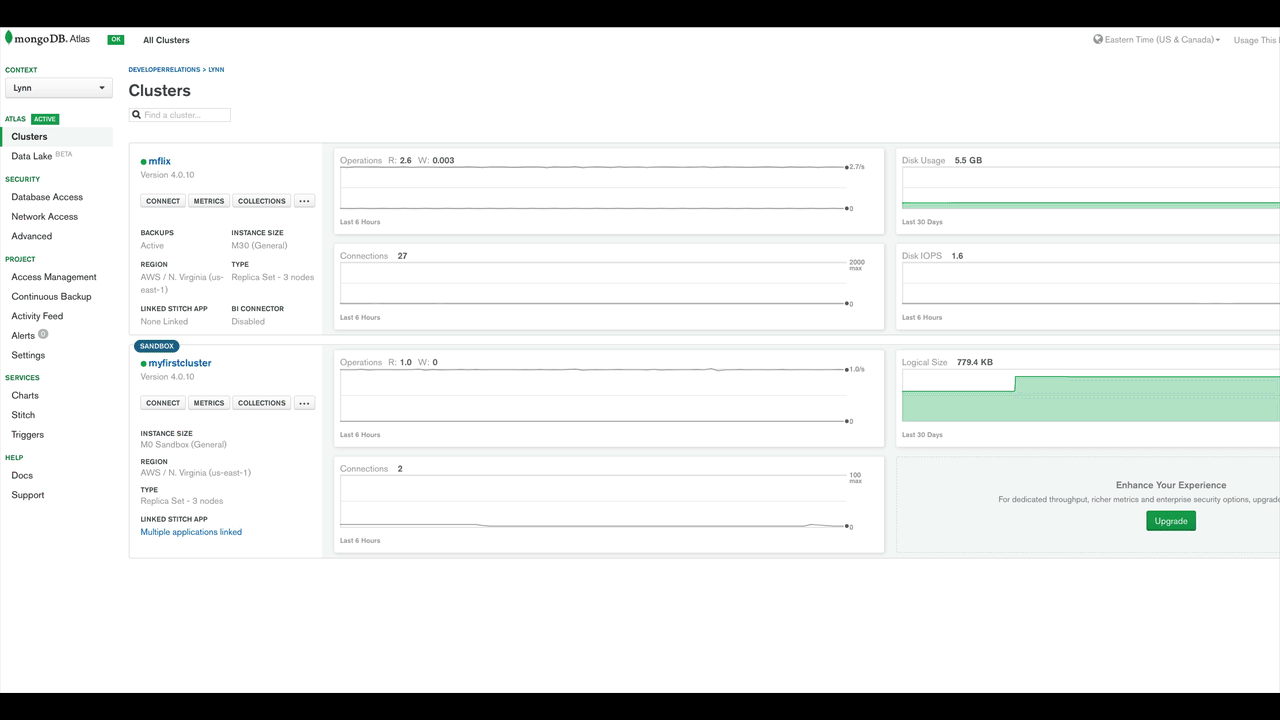 mongoDB. Atlas
OK
All Clusters
Eastern Time (US & Canada)
Usage This
CONTEXT
Lynn
ATLAS ACTIVE
Clusters
Data Lake BETA
SECURITY
Database Access
Network Access
Advanced
PROJECT
Access Management
Continuous Backup
Activity Feed
Alerts 0
Settings
SERVICES
Charts
Stitch
Triggers
HELP
Docs
Support
DEVELOPERRELATIONS > LYNN
Clusters
Find a cluster...
mflix
Version 4.0.10
CONNECT METRICS COLLECTIONS ...
BACKUPS INSTANCE SIZE
Active M30 (General)
REGION TYPE
AWS / N. Virginia (us- Replica Set - 3 nodes
east-1)
LINKED STITCH APP BI CONNECTOR
None Linked Disabled
Operations R: 2.6 W: 0.003
2.7/s
0
Last 6 Hours
Disk Usage 5.5 GB
Last 30 Days
Connections 27
2000
max
0
Last 6 Hours
Disk IOPS 1.6
Last 6 Hours
SANDBOX
myfirstcluster
Version 4.0.10
CONNECT METRICS COLLECTIONS ...
INSTANCE SIZE
M0 Sandbox (General)
REGION
AWS / N. Virginia (us-east-1)
TYPE
Replica Set - 3 nodes
LINKED STITCH APP
Multiple applications linked
Operations R: 1.0 W: 0
1.0/s
0
Last 6 Hours
Logical Size 779.4 KB
Last 30 Days
Connections 2
100
max
0
Last 6 Hours
Enhance Your Experience
For dedicated throughput, richer metrics and enterprise security options, upgrade
Upgrade